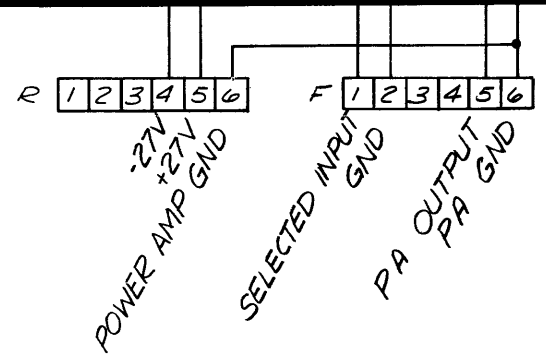 R 1 2 3 4 5 6
F 1 2 3 4 5 6
-27V
+27V
POWER AMP GND
SELECTED INPUT
GND
PA OUTPUT
PA GND